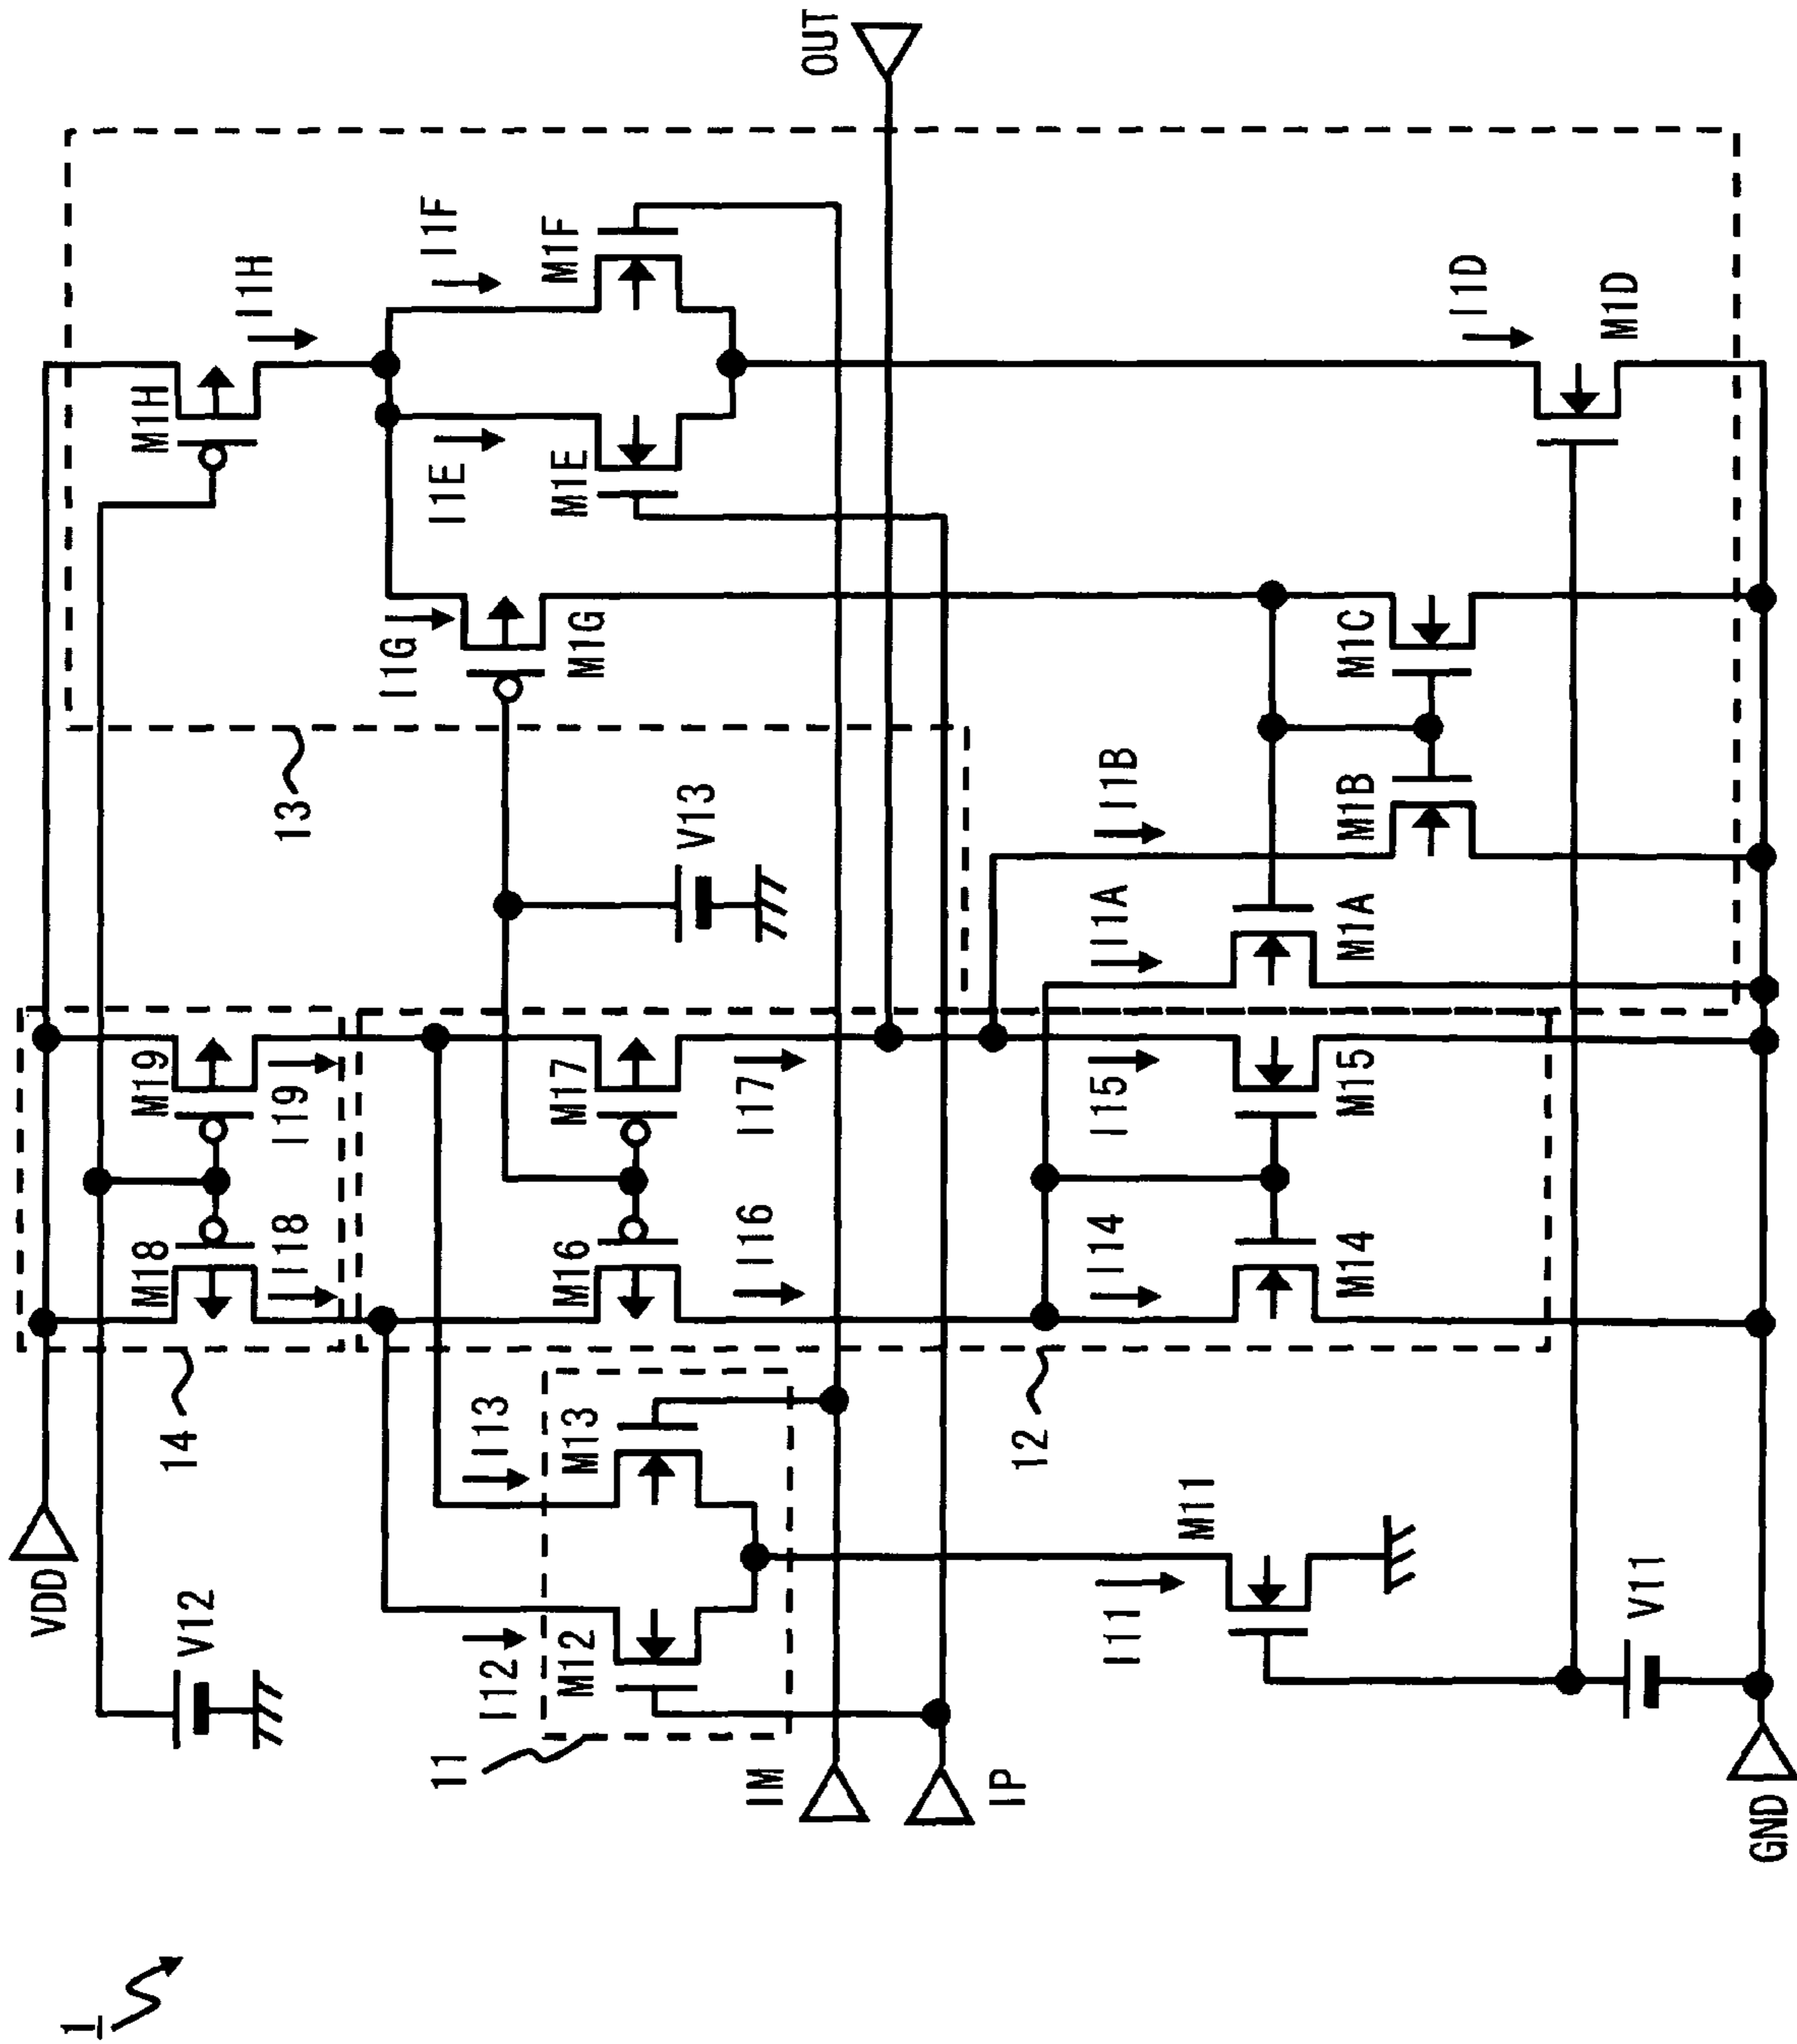 1
VDD
V12
14
M18
M19
I18
I19
M1H
I1H
13
11
I12
I13
M12
M13
M16
M17
I16
I17
V13
I1G
M1G
I1E
I1F
M1E
M1F
OUT
IM
IP
12
I11
M11
I14
I15
M14
M15
I1A
I1B
M1A
M1B
M1C
I1D
M1D
V11
GND